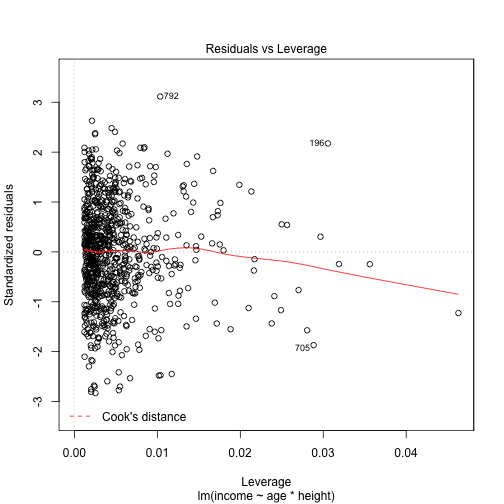 Residuals vs Leverage
Standardized residuals
3
2
1
0
-1
-2
-3
792
196
705
Cook's distance
0.00 0.01 0.02 0.03 0.04
Leverage
lm(income ~ age * height)